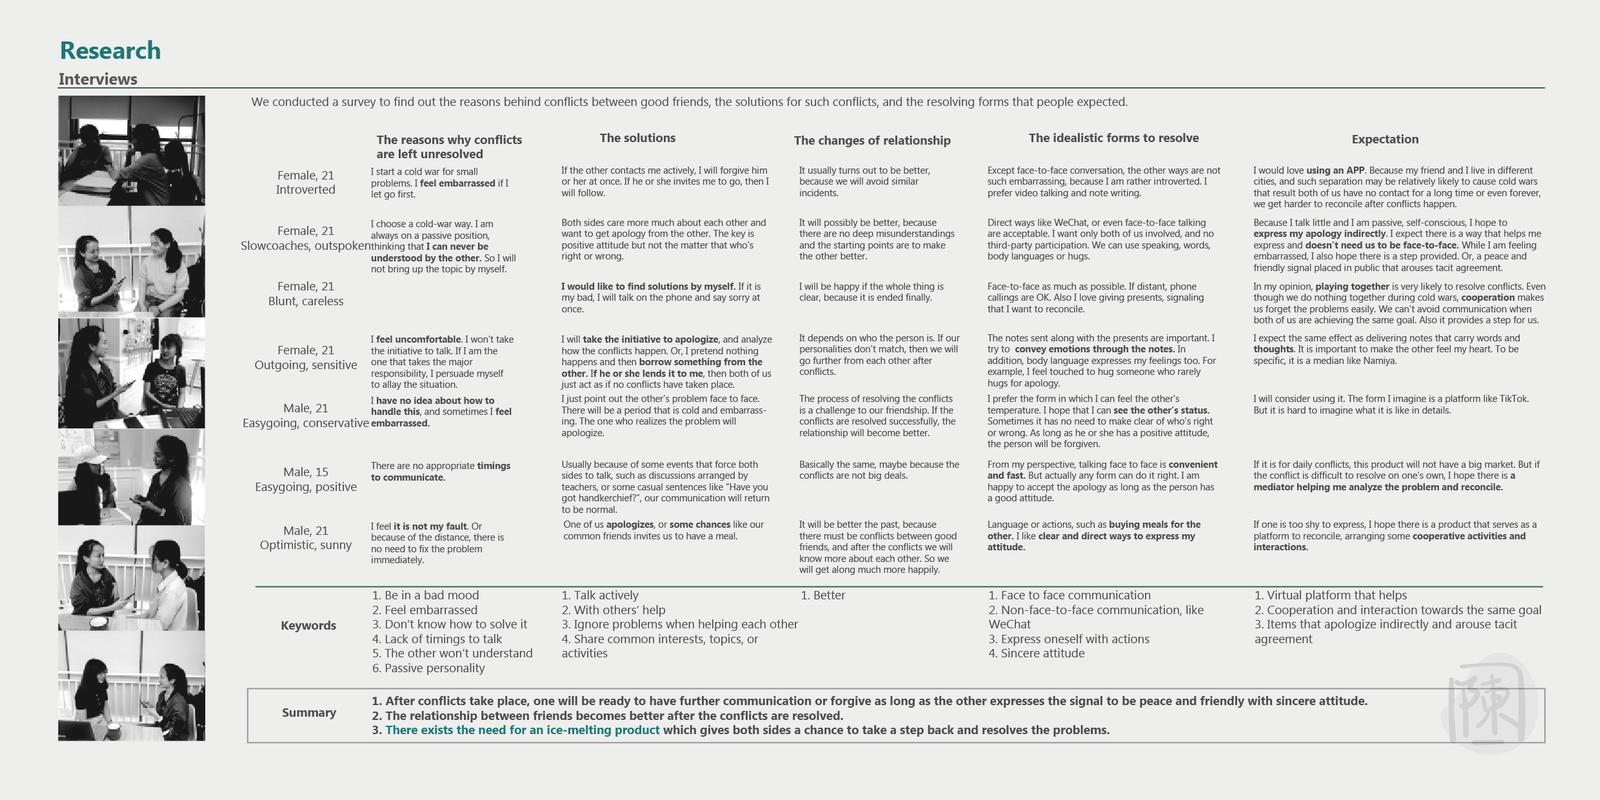 Research
Interviews
We conducted a survey to find out the reasons behind conflicts between good friends, the solutions for such conflicts, and the resolving forms that people expected.
The reasons why conflicts
are left unresolved
The solutions
The changes of relationship
The idealistic forms to resolve
Expectation
Female, 21
Introverted
I start a cold war for small
problems. I feel embarrassed if I
let go first.
If the other contacts me actively, I will forgive him
or her at once. If he or she invites me to go, then I
will follow.
It usually turns out to be better,
because we will avoid similar
incidents.
Except face-to-face conversation, the other ways are not
such embarrassing, because I am rather introverted. I
prefer video talking and note writing.
I would love using an APP. Because my friend and I live in different
cities, and such separation may be relatively likely to cause cold wars
that result both of us have no contact for a long time or even forever,
we get harder to reconcile after conflicts happen.
Female, 21
Slowcoaches, outspoken
I choose a cold-war way. I am
always on a passive position,
thinking that I can never be
understood by the other. So I will
not bring up the topic by myself.
Both sides care more much about each other and
want to get apology from the other. The key is
positive attitude but not the matter that who's
right or wrong.
It will possibly be better, because
there are no deep misunderstandings
and the starting points are to make
the other better.
Direct ways like WeChat, or even face-to-face talking
are acceptable. I want only both of us involved, and no
third-party participation. We can use speaking, words,
body languages or hugs.
Because I talk little and I am passive, self-conscious, I hope to
express my apology indirectly. I expect there is a way that helps me
express and doesn't need us to be face-to-face. While I am feeling
embarrassed, I also hope there is a step provided. Or, a peace and
friendly signal placed in public that arouses tacit agreement.
Female, 21
Blunt, careless
I would like to find solutions by myself. If it is
my bad, I will talk on the phone and say sorry at
once.
I will be happy if the whole thing is
clear, because it is ended finally.
Face-to-face as much as possible. If distant, phone
callings are OK. Also I love giving presents, signaling
that I want to reconcile.
In my opinion, playing together is very likely to resolve conflicts. Even
though we do nothing together during cold wars, cooperation makes
us forget the problems easily. We can't avoid communication when
both of us are achieving the same goal. Also it provides a step for us.
Female, 21
Outgoing, sensitive
I feel uncomfortable. I won't take
the initiative to talk. If I am the
one that takes the major
responsibility, I persuade myself
to allay the situation.
I will take the initiative to apologize, and analyze
how the conflicts happen. Or, I pretend nothing
happens and then borrow something from the
other. If he or she lends it to me, then both of us
just act as if no conflicts have taken place.
It depends on who the person is. If our
personalities don't match, then we will
go further from each other after
conflicts.
The notes sent along with the presents are important. I
try to convey emotions through the notes. In
addition, body language expresses my feelings too. For
example, I feel touched to hug someone who rarely
hugs for apology.
I expect the same effect as delivering notes that carry words and
thoughts. It is important to make the other feel my heart. To be
specific, it is a median like Namiya.
Male, 21
Easygoing, conservative
I have no idea about how to
handle this, and sometimes I feel
embarrassed.
I just point out the other's problem face to face.
There will be a period that is cold and embarrass-
ing. The one who realizes the problem will
apologize.
The process of resolving the conflicts
is a challenge to our friendship. If the
conflicts are resolved successfully, the
relationship will become better.
I prefer the form in which I can feel the other's
temperature. I hope that I can see the other's status.
Sometimes it has no need to make clear of who's right
or wrong. As long as he or she has a positive attitude,
the person will be forgiven.
I will consider using it. The form I imagine is a platform like TikTok.
But it is hard to imagine what it is like in details.
Male, 15
Easygoing, positive
There are no appropriate timings
to communicate.
Usually because of some events that force both
sides to talk, such as discussions arranged by
teachers, or some casual sentences like "Have you
got handkerchief?", our communication will return
to be normal.
Basically the same, maybe because the
conflicts are not big deals.
From my perspective, talking face to face is convenient
and fast. But actually any form can do it right. I am
happy to accept the apology as long as the person has
a good attitude.
If it is for daily conflicts, this product will not have a big market. But if
the conflict is difficult to resolve on one's own, I hope there is a
mediator helping me analyze the problem and reconcile.
Male, 21
Optimistic, sunny
I feel it is not my fault. Or
because of the distance, there is
no need to fix the problem
immediately.
One of us apologizes, or some chances like our
common friends invites us to have a meal.
It will be better the past, because
there must be conflicts between good
friends, and after the conflicts we will
know more about each other. So we
will get along much more happily.
Language or actions, such as buying meals for the
other. I like clear and direct ways to express my
attitude.
If one is too shy to express, I hope there is a product that serves as a
platform to reconcile, arranging some cooperative activities and
interactions.
Keywords
1. Be in a bad mood
2. Feel embarrassed
3. Don't know how to solve it
4. Lack of timings to talk
5. The other won't understand
6. Passive personality
1. Talk actively
2. With others' help
3. Ignore problems when helping each other
4. Share common interests, topics, or
activities
1. Better
1. Face to face communication
2. Non-face-to-face communication, like
WeChat
3. Express oneself with actions
4. Sincere attitude
1. Virtual platform that helps
2. Cooperation and interaction towards the same goal
3. Items that apologize indirectly and arouse tacit
agreement
Summary
1. After conflicts take place, one will be ready to have further communication or forgive as long as the other expresses the signal to be peace and friendly with sincere attitude.
2. The relationship between friends becomes better after the conflicts are resolved.
3. There exists the need for an ice-melting product which gives both sides a chance to take a step back and resolves the problems.
陳